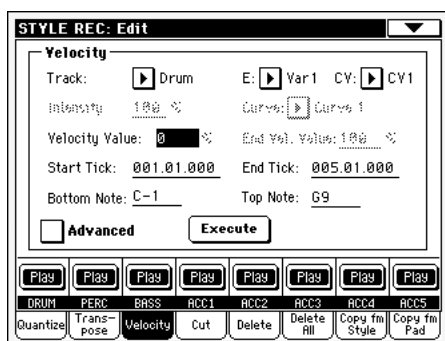 STYLE REC: Edit
Velocity
Track: Drum E: Var1 CV: CV1
Intensity 100 % Curve: Curve 1
Velocity Value: 0 % End Vel. Value: 100 %
Start Tick: 001.01.000 End Tick: 005.01.000
Bottom Note: C-1 Top Note: G9
Advanced Execute
Play Play Play Play Play Play Play Play
DRUM PERC BASS ACC1 ACC2 ACC3 ACC4 ACC5
Quantize Trans- Velocity Cut Delete Delete Copy fm Copy fm
pose All Style Pad